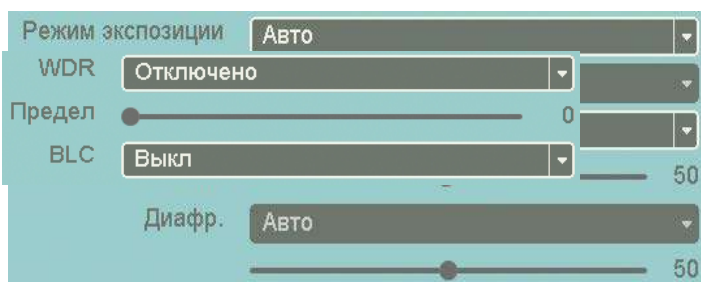 Режим экспозиции Авто
WDR Отключено
Предел 0
BLC Выкл
50
Диафр. Авто
50